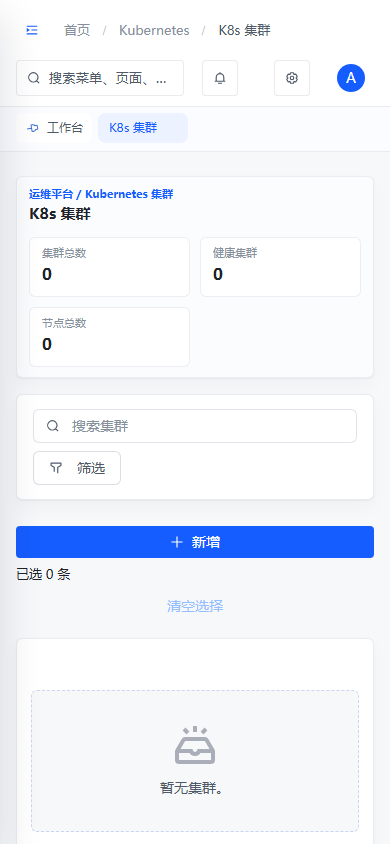 首页 / Kubernetes / K8s 集群
搜索菜单、页面、...
A
工作台
K8s 集群
运维平台 / Kubernetes 集群
K8s 集群
集群总数
0
健康集群
0
节点总数
0
搜索集群
筛选
新增
已选 0 条
清空选择
暂无集群。